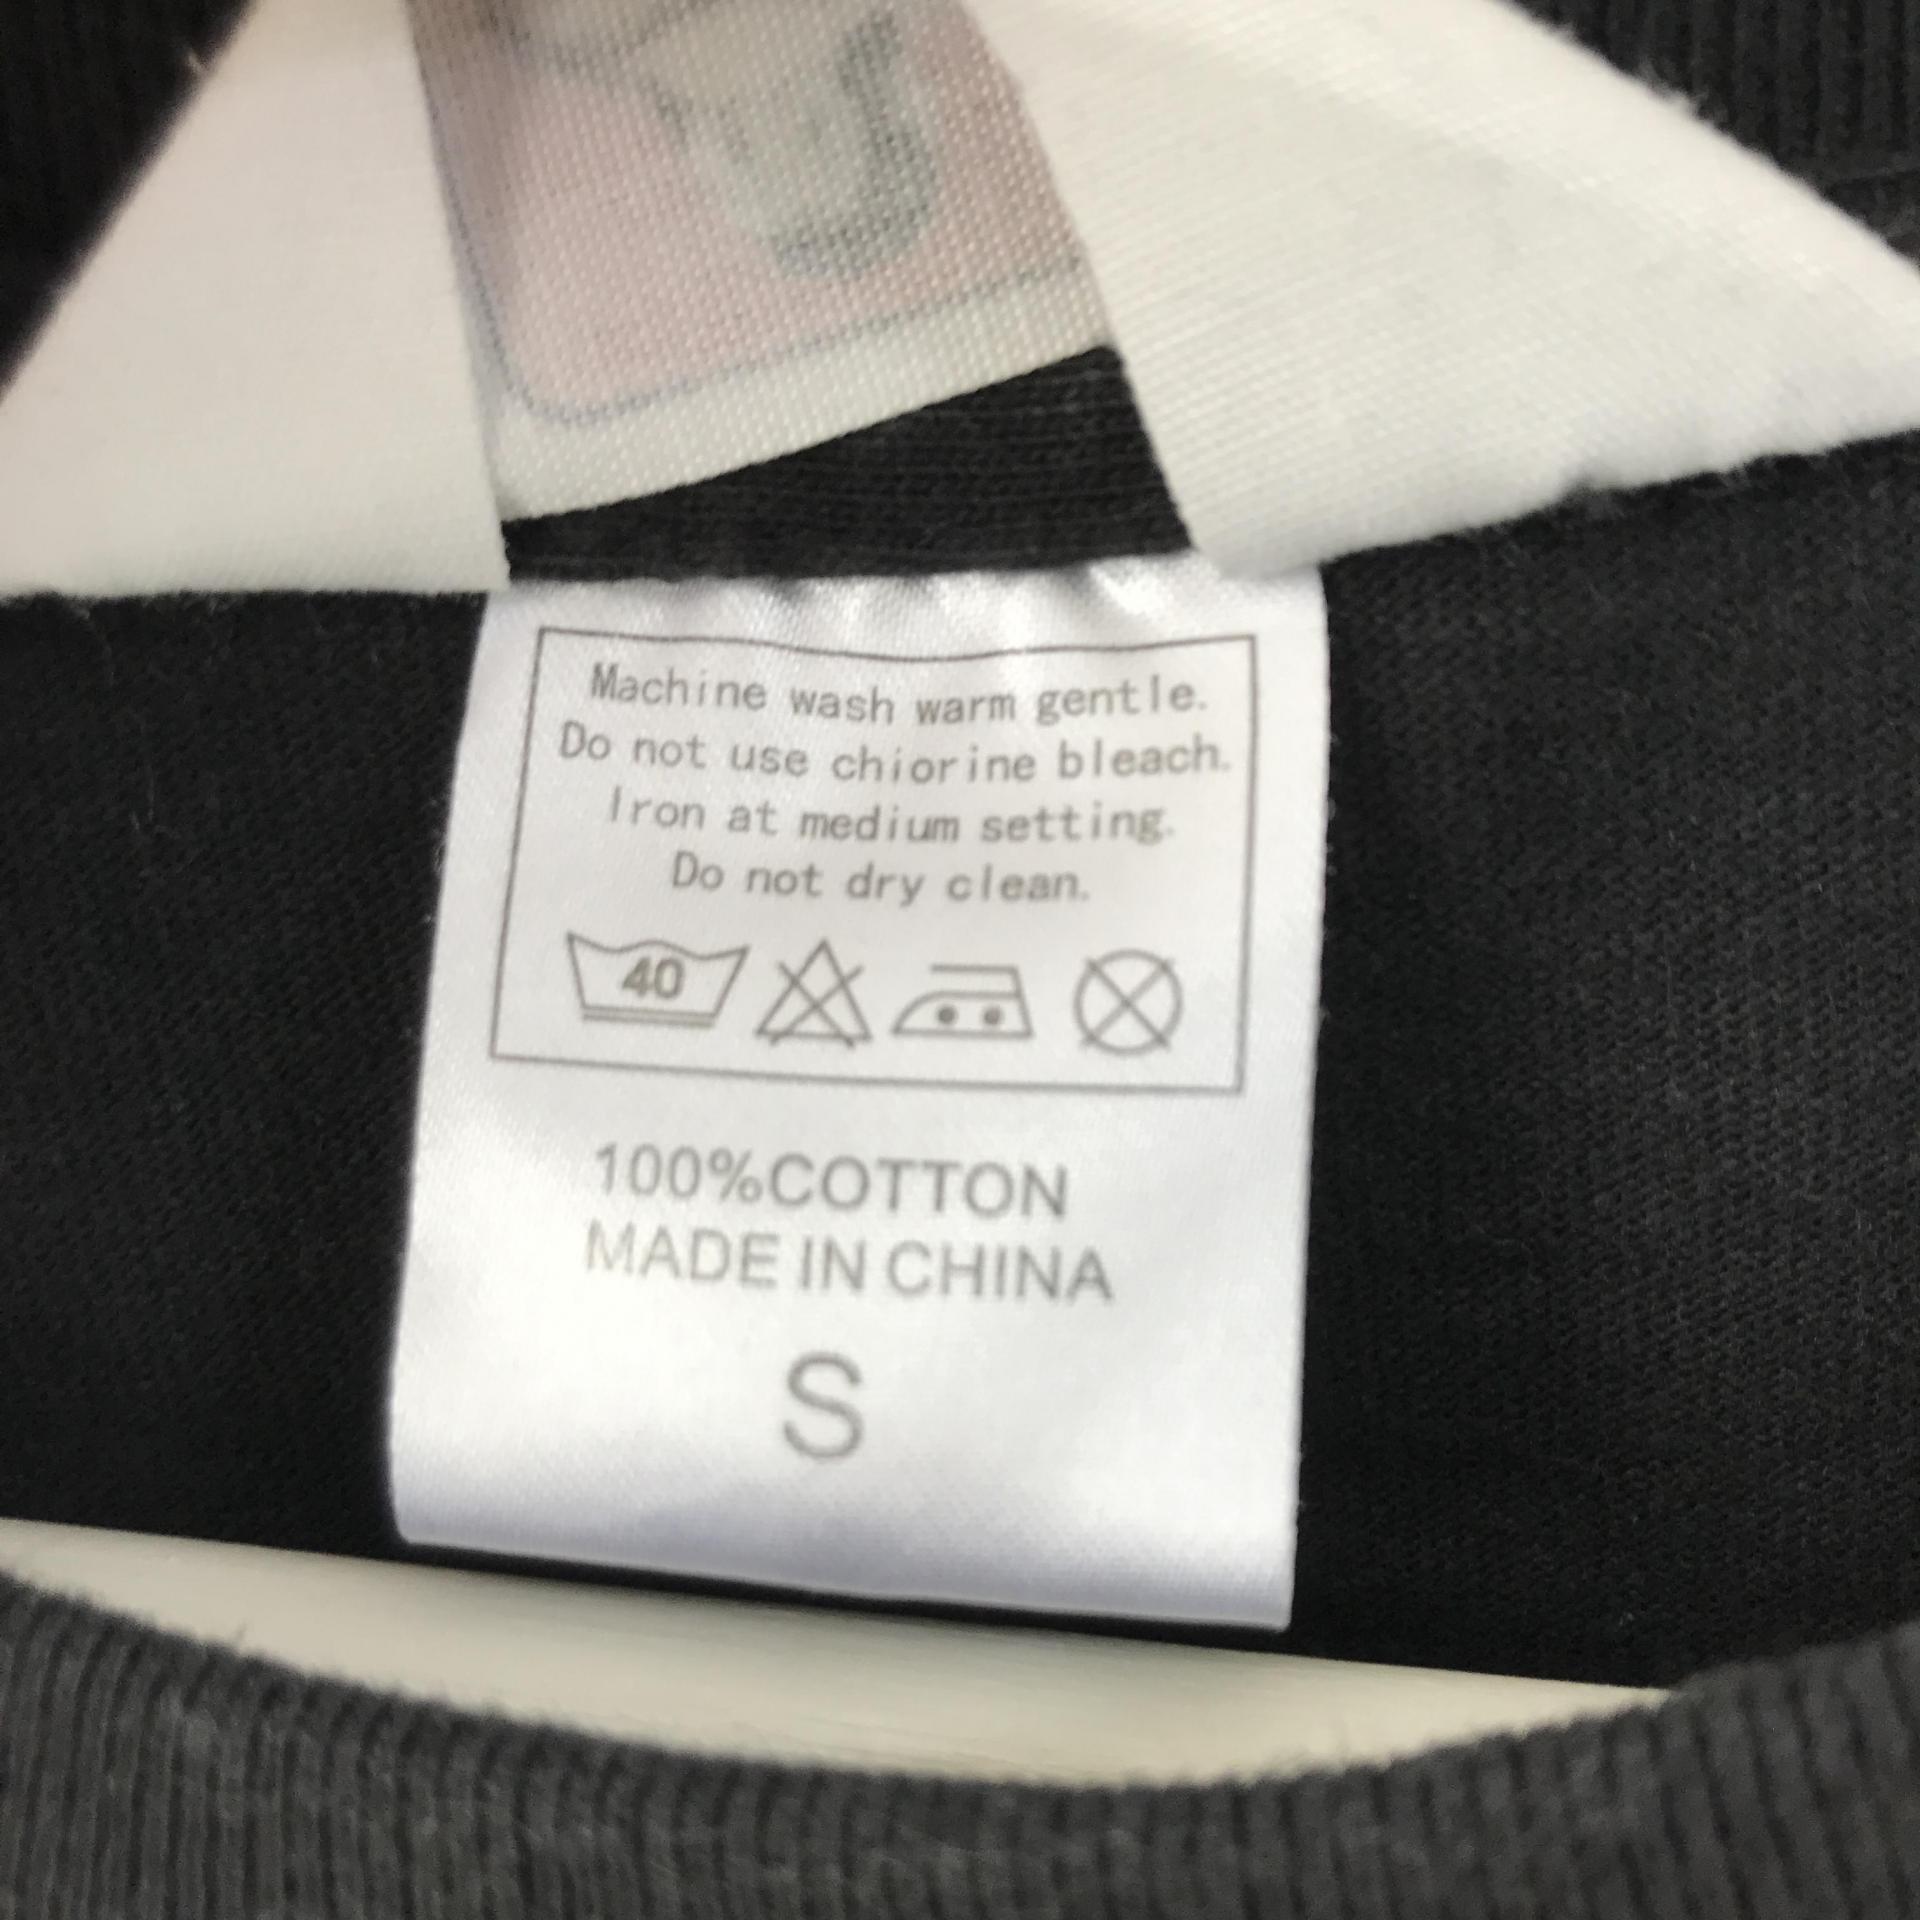 Machine wash warm gentle.
Do not use chiorine bleach.
Iron at medium setting.
Do not dry clean.
40
100%COTTON
MADE IN CHINA
S